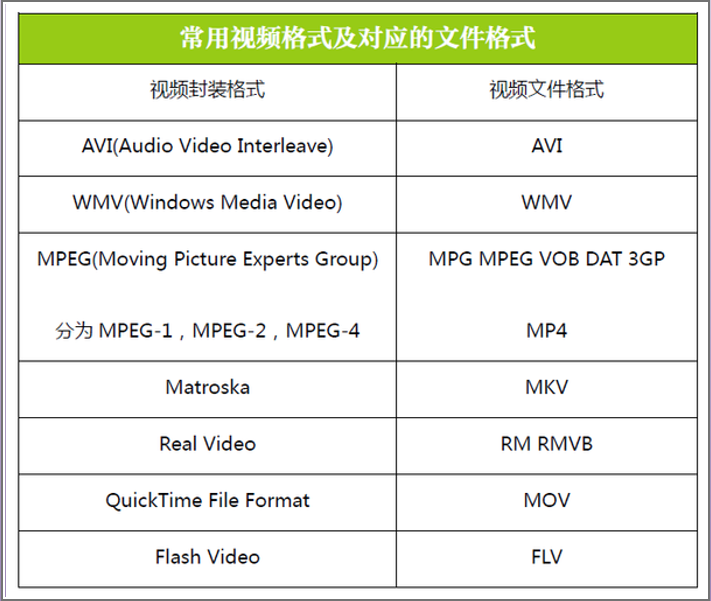 常用视频格式及对应的文件格式
视频封装格式 视频文件格式
AVI(Audio Video Interleave) AVI
WMV(Windows Media Video) WMV
MPEG(Moving Picture Experts Group) MPG MPEG VOB DAT 3GP
分为 MPEG-1，MPEG-2，MPEG-4 MP4
Matroska MKV
Real Video RM RMVB
QuickTime File Format MOV
Flash Video FLV